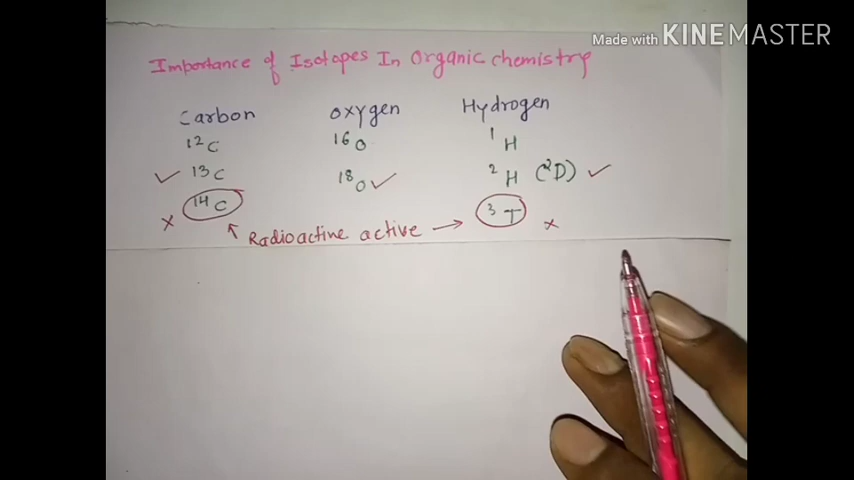 Made with KINEMASTER
Importance of Isotopes In Organic chemistry
Carbon Oxygen Hydrogen
¹²C ¹⁶O ¹H
✓ ¹³C ¹⁸O ✓ ²H (²D) ✓
× ¹⁴C ³T ×
↖ Radioactine active →